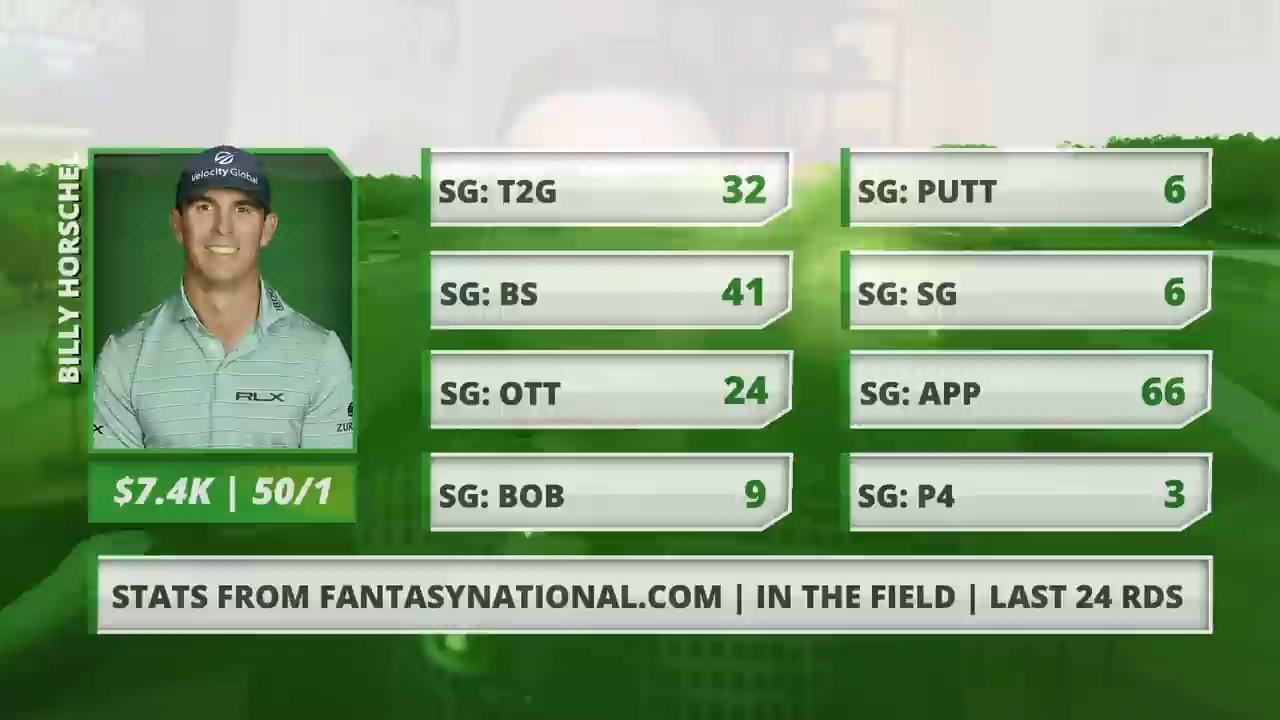 BILLY HORSCHEL
Velocity Global
RLX
ZUR
X
$7.4K | 50/1
SG: T2G 32
SG: BS 41
SG: OTT 24
SG: BOB 9
SG: PUTT 6
SG: SG 6
SG: APP 66
SG: P4 3
STATS FROM FANTASYNATIONAL.COM | IN THE FIELD | LAST 24 RDS